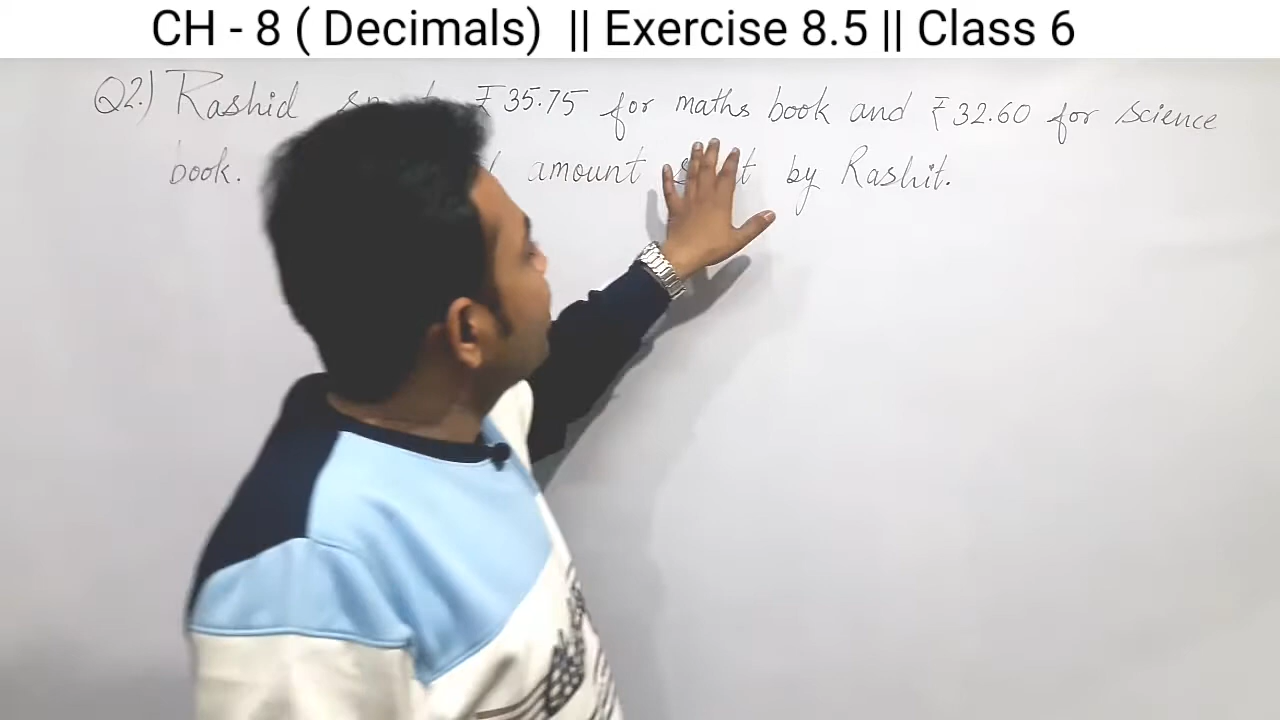 CH - 8 ( Decimals) || Exercise 8.5 || Class 6
Q2.) Rashid ₹35.75 for maths book and ₹32.60 for science
book. amount by Rashit.